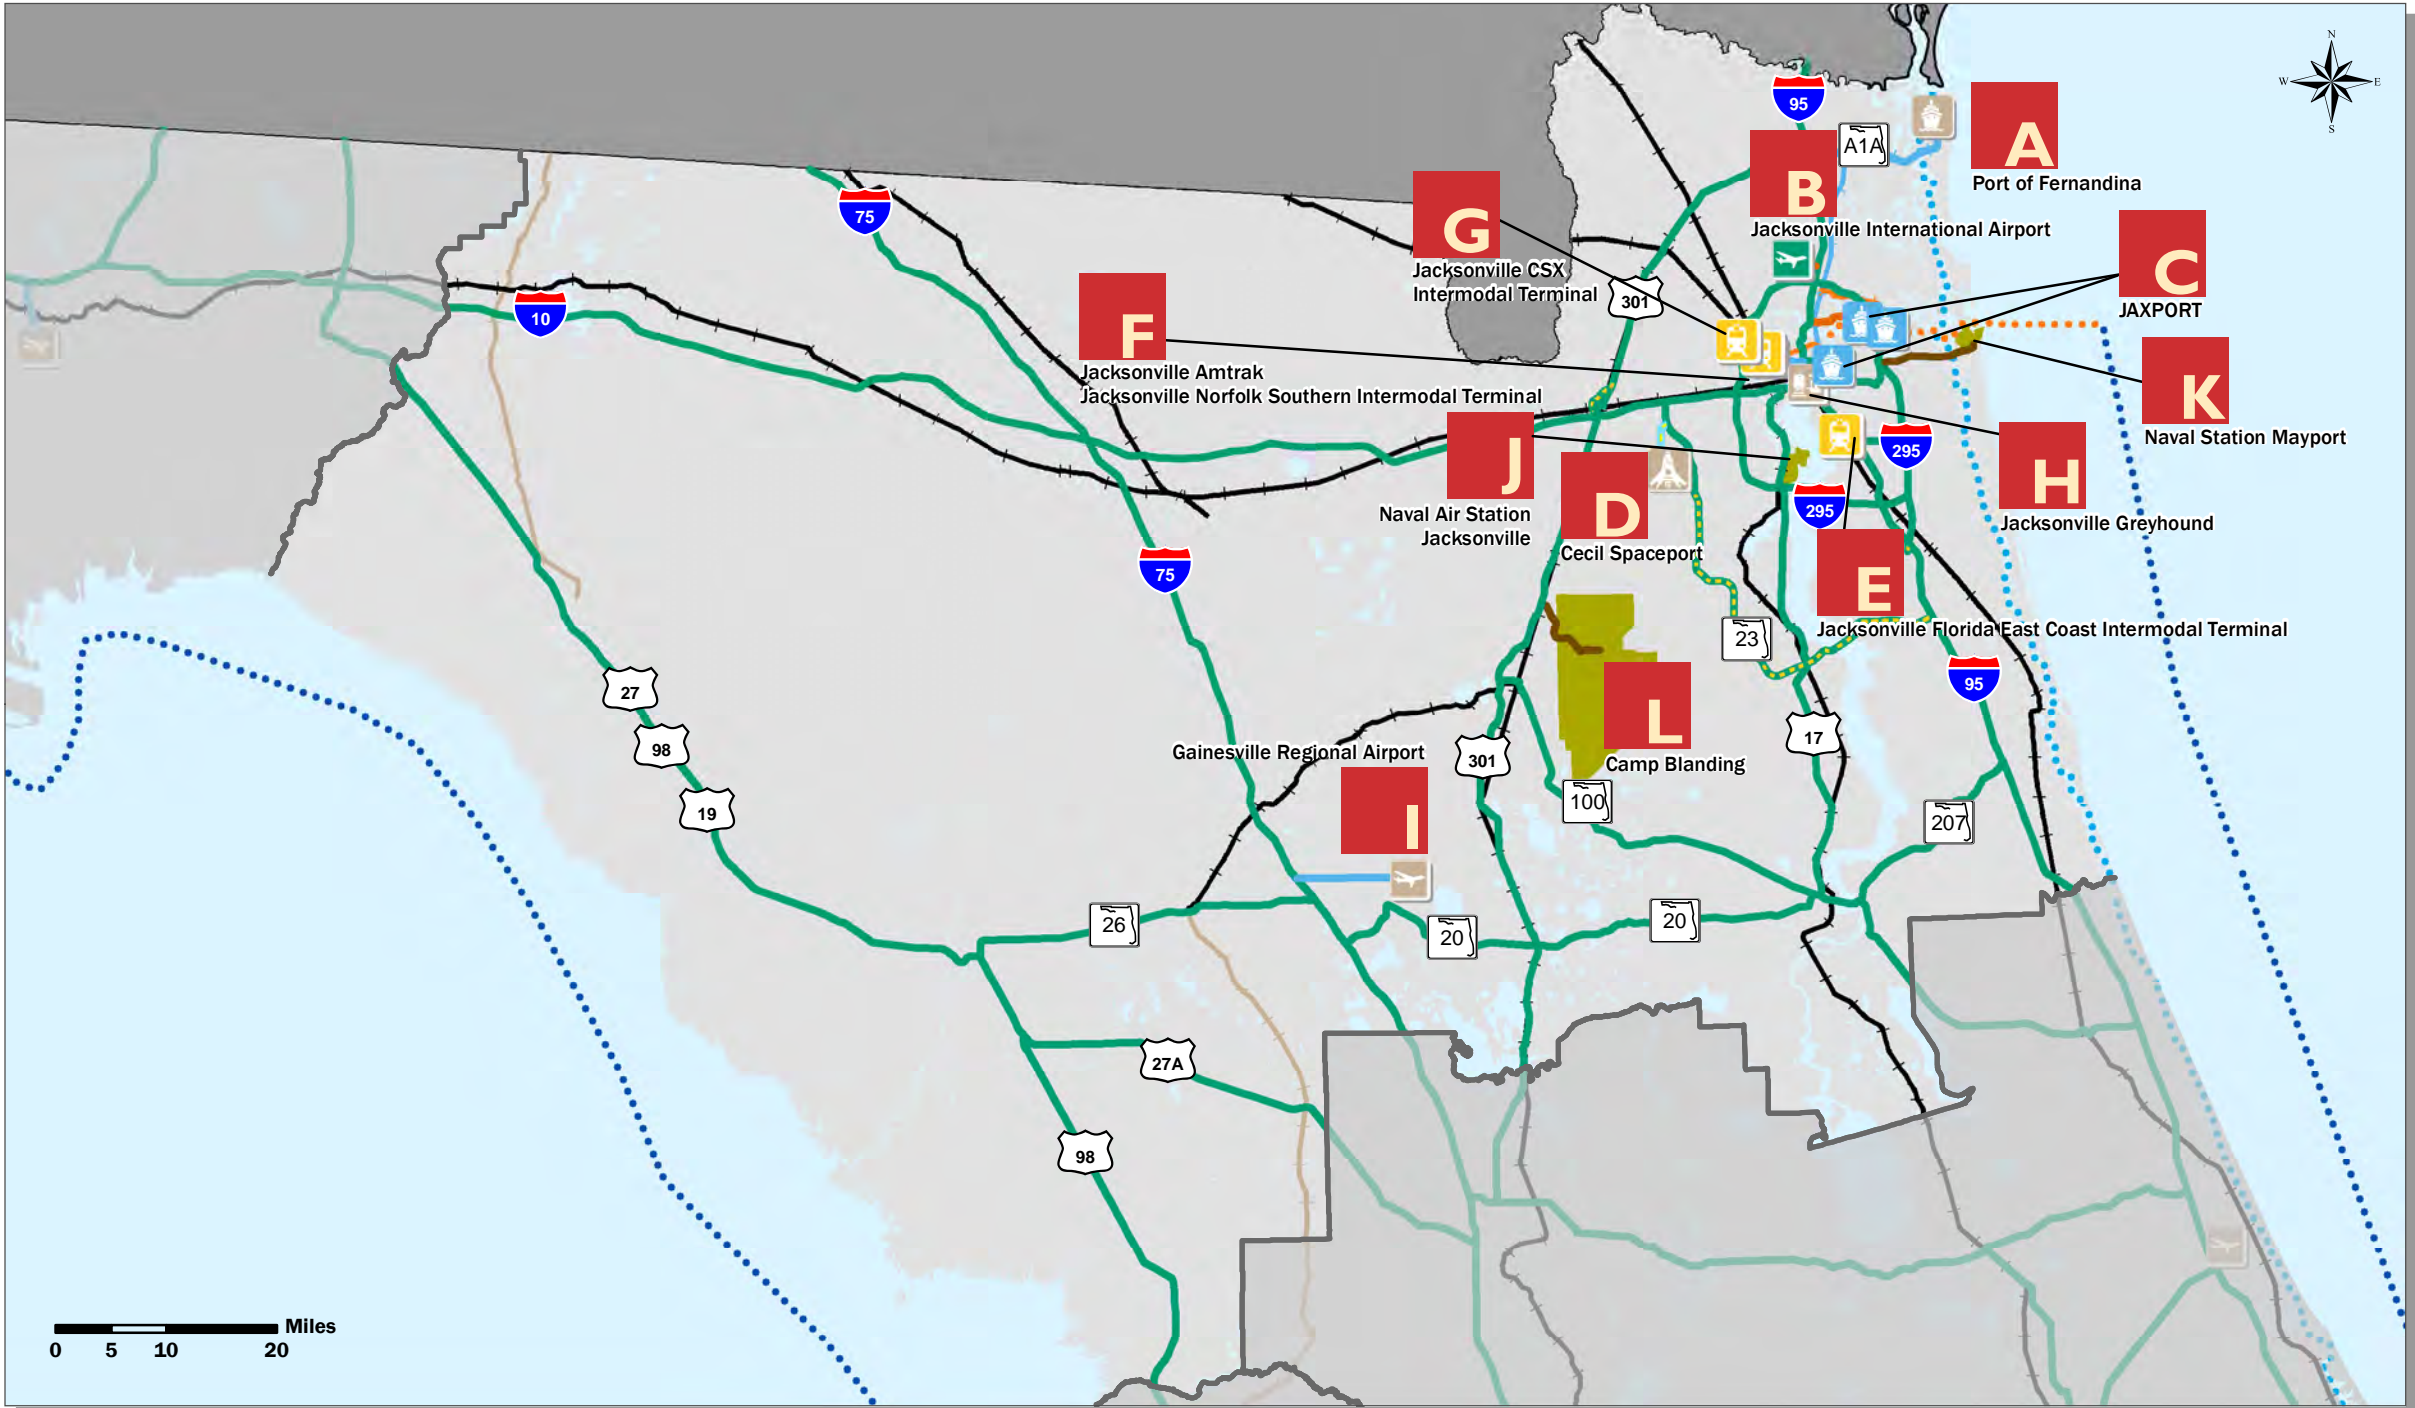 N
W E
S
95
A1A
A
Port of Fernandina
B
Jacksonville International Airport
G
Jacksonville CSX
Intermodal Terminal
75
C
JAXPORT
301
10
F
Jacksonville Amtrak
Jacksonville Norfolk Southern Intermodal Terminal
K
Naval Station Mayport
J
Naval Air Station
Jacksonville
295
H
Jacksonville Greyhound
D
Cecil Spaceport
295
75
E
Jacksonville Florida East Coast Intermodal Terminal
23
95
27
98
L
Camp Blanding
17
Gainesville Regional Airport
301
I
19
100
207
26
20
20
27A
98
Miles
0 5 10 20